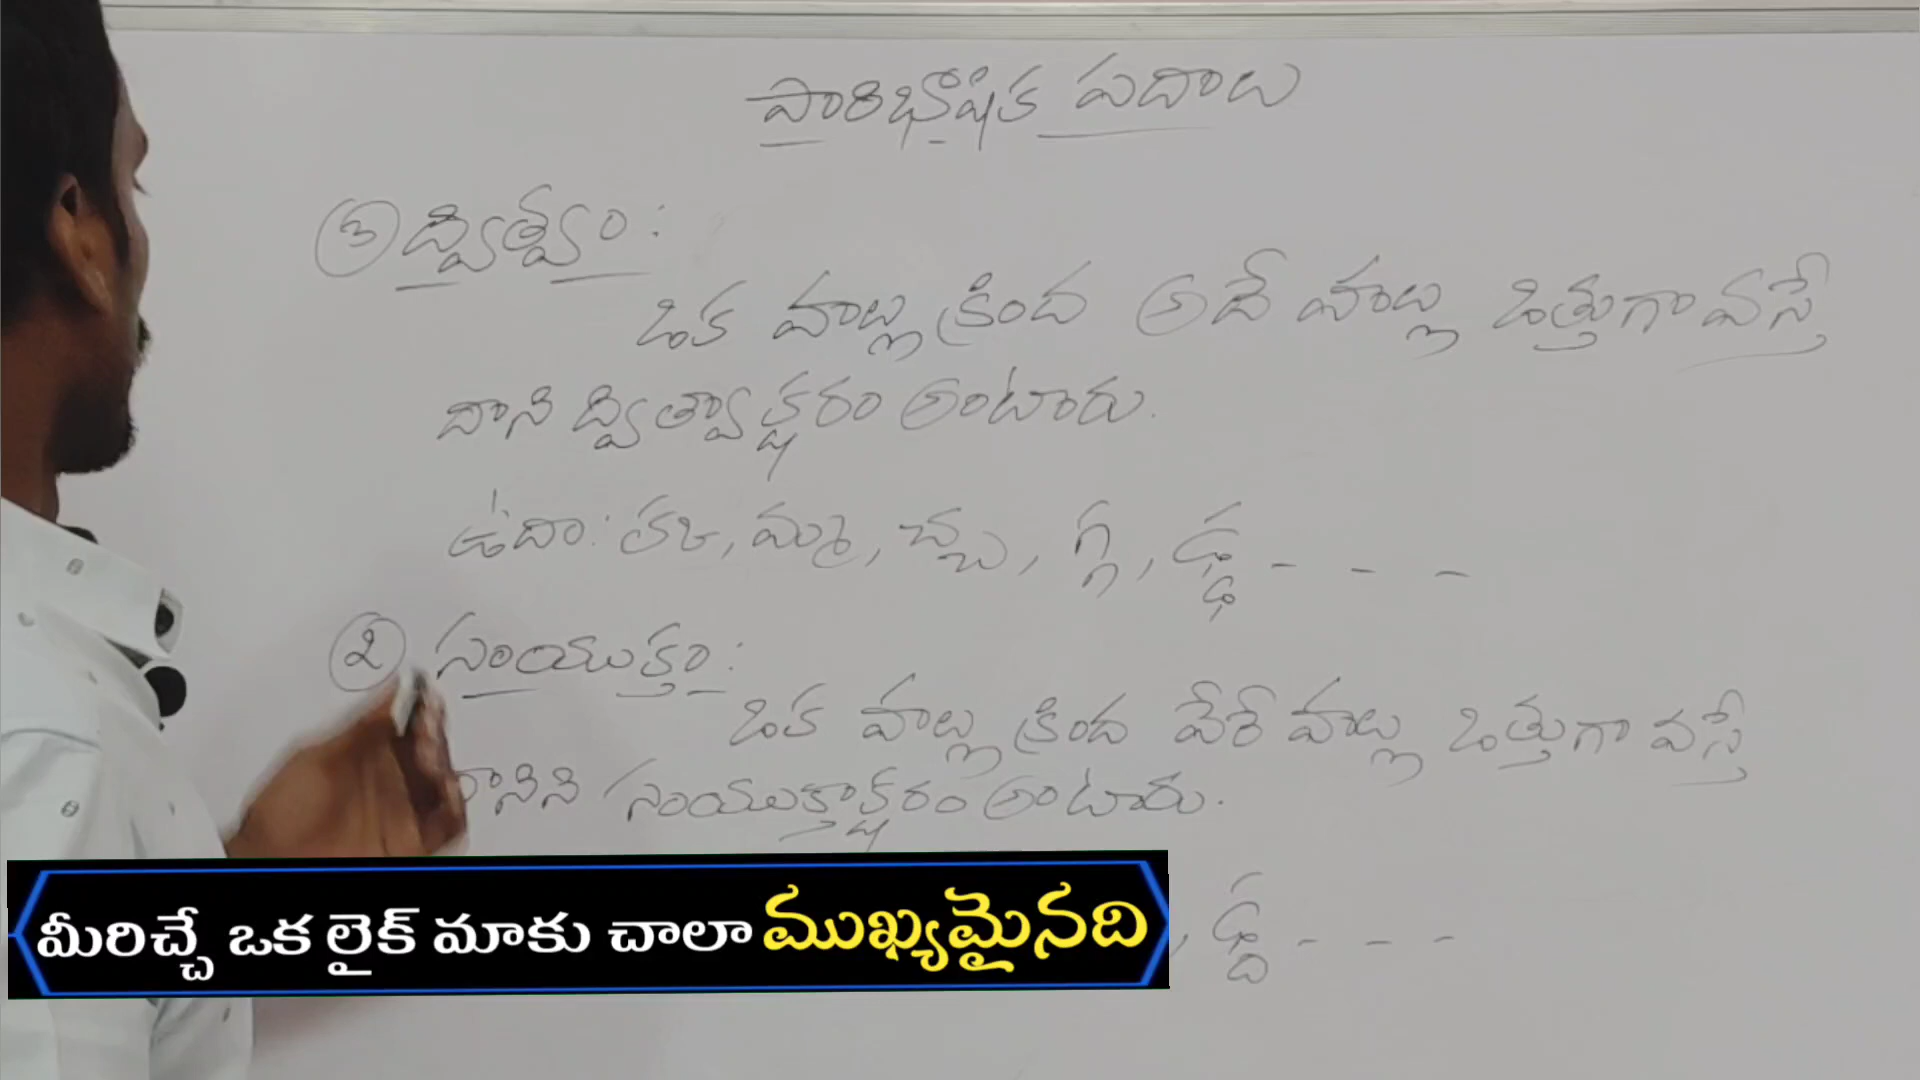 పారిభాషిక పదాలు
① ద్విత్వం:
ఒక హల్లు క్రింద అదే హల్లు ఒత్తుగా వస్తే
దాని ద్విత్వాక్షరం అంటారు.
ఉదా: క్క, మ్మ, చ్చ, గ్గ, ఢ్ఢ - - -
② సంయుక్తం:
ఒక హల్లు క్రింద వేరే హల్లు ఒత్తుగా వస్తే
దానిని సంయుక్తాక్షరం అంటారు.
, - - -
మీరిచ్చే ఒక లైక్ మాకు చాలా ముఖ్యమైనది